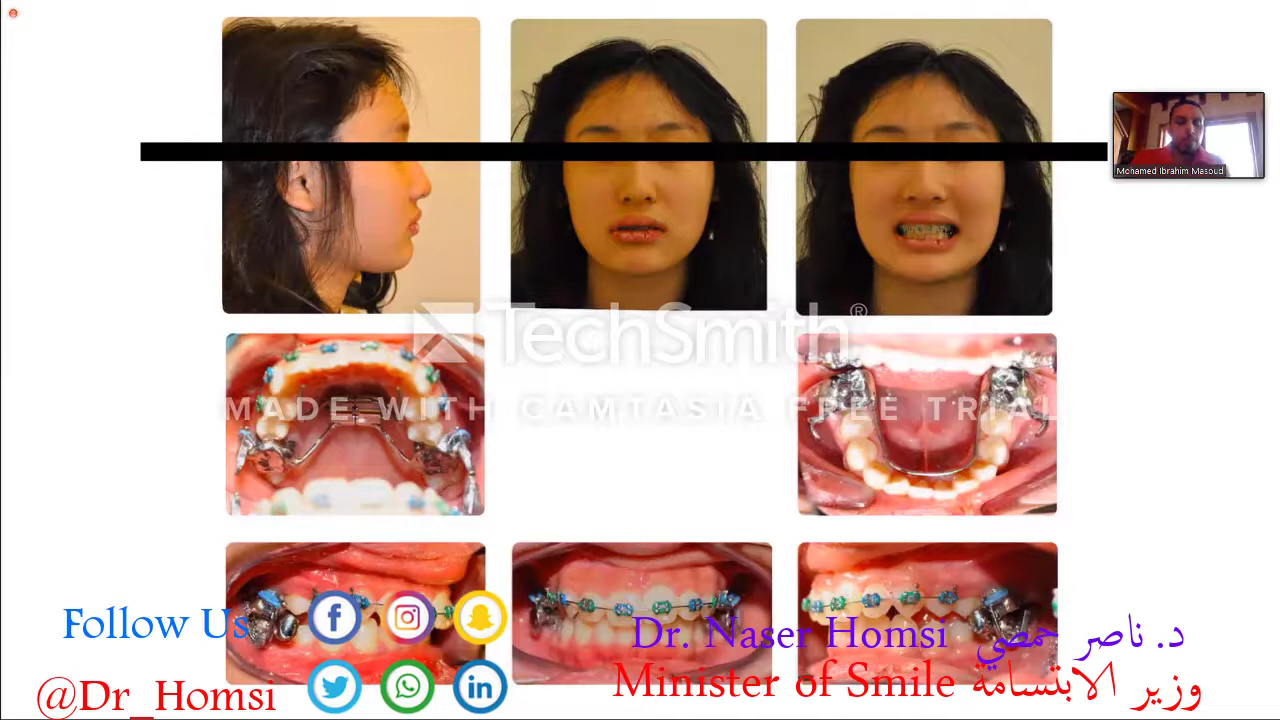 Mohamed Ibrahim Masoud
TechSmith®
MADE WITH CAMTASIA FREE TRIAL
Follow Us
Dr. Naser Homsi د. ناصر حمصي
@Dr_Homsi
Minister of Smile وزير الابتسامة